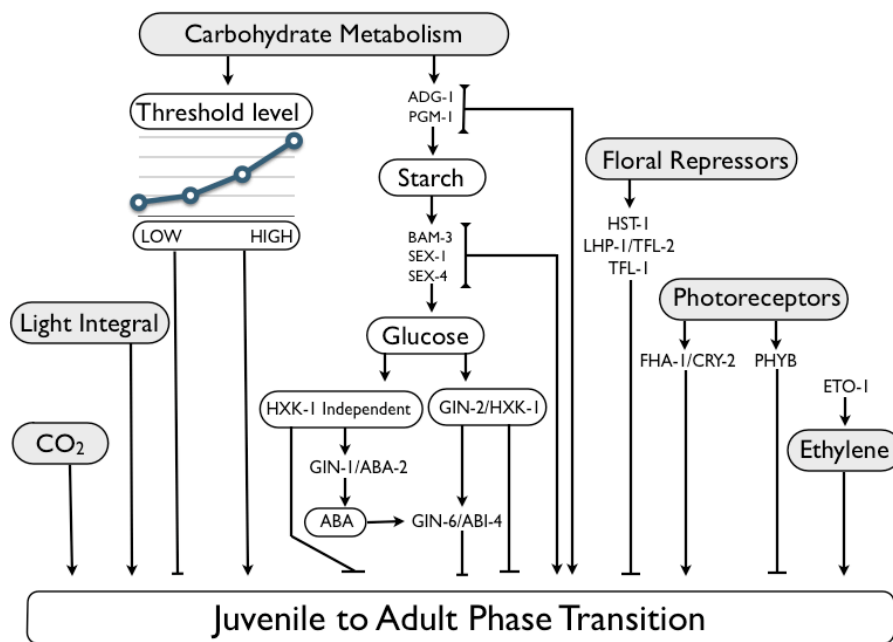 Carbohydrate Metabolism
Threshold level
LOW HIGH
ADG-1
PGM-1
Starch
BAM-3
SEX-1
SEX-4
Glucose
HXK-1 Independent
GIN-2/HXK-1
GIN-1/ABA-2
ABA
GIN-6/ABI-4
Floral Repressors
HST-1
LHP-1/TFL-2
TFL-1
Photoreceptors
FHA-1/CRY-2
PHYB
ETO-1
Ethylene
Light Integral
CO₂
Juvenile to Adult Phase Transition